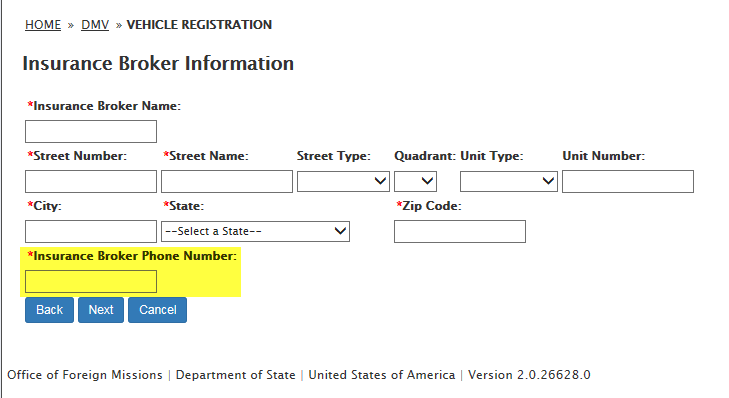 HOME » DMV » VEHICLE REGISTRATION
Insurance Broker Information
*Insurance Broker Name:
*Street Number: *Street Name: Street Type: Quadrant: Unit Type: Unit Number:
*City: *State: *Zip Code:
--Select a State--
*Insurance Broker Phone Number:
Back Next Cancel
Office of Foreign Missions | Department of State | United States of America | Version 2.0.26628.0